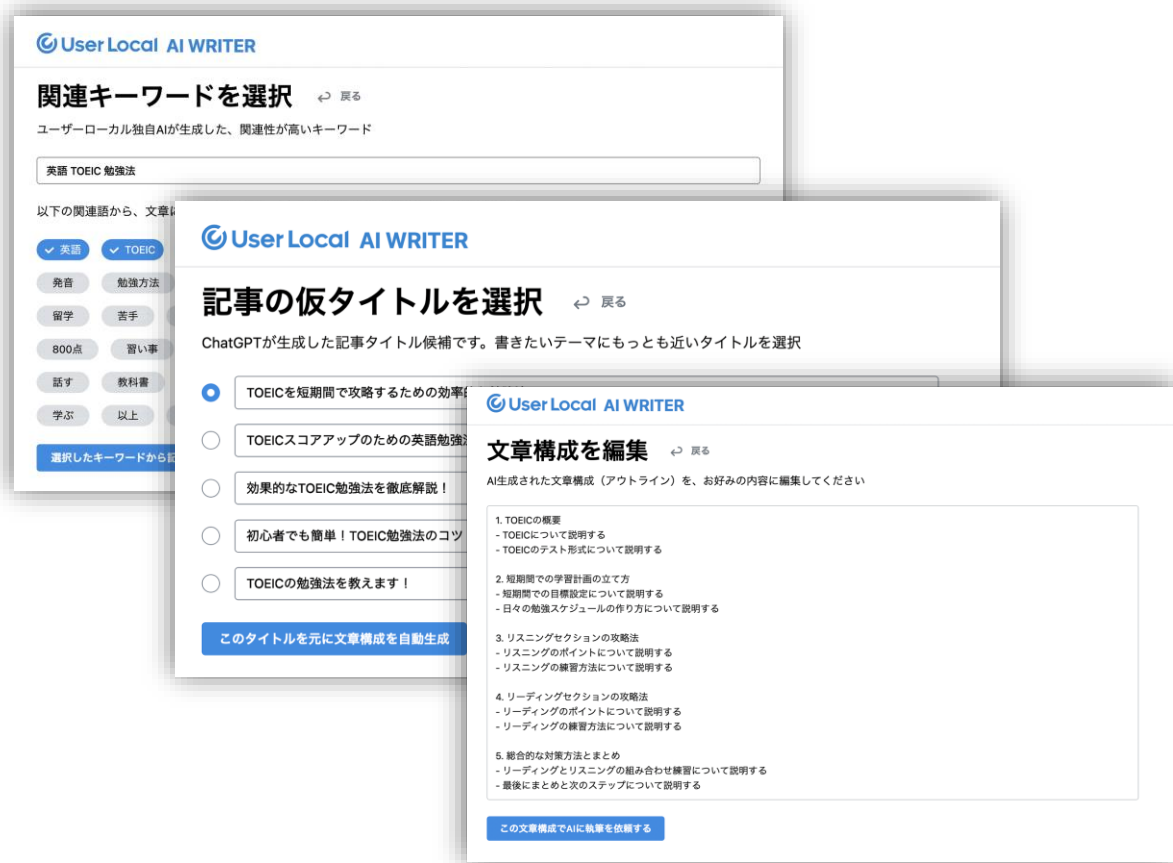 User Local AI WRITER
関連キーワードを選択 戻る
ユーザーローカル独自AIが生成した、関連性が高いキーワード
英語 TOEIC 勉強法
以下の関連語から、文章に
英語 TOEIC
発音 勉強方法
留学 苦手
800点 習い事
話す 教科書
学ぶ 以上
選択したキーワードから記
User Local AI WRITER
記事の仮タイトルを選択 戻る
ChatGPTが生成した記事タイトル候補です。書きたいテーマにもっとも近いタイトルを選択
TOEICを短期間で攻略するための効率
TOEICスコアアップのための英語勉強
効果的なTOEIC勉強法を徹底解説！
初心者でも簡単！TOEIC勉強法のコツ
TOEICの勉強法を教えます！
このタイトルを元に文章構成を自動生成
User Local AI WRITER
文章構成を編集 戻る
AI生成された文章構成（アウトライン）を、お好みの内容に編集してください
1. TOEICの概要
- TOEICについて説明する
- TOEICのテスト形式について説明する
2. 短期間での学習計画の立て方
- 短期間での目標設定について説明する
- 日々の勉強スケジュールの作り方について説明する
3. リスニングセクションの攻略法
- リスニングのポイントについて説明する
- リスニングの練習方法について説明する
4. リーディングセクションの攻略法
- リーディングのポイントについて説明する
- リーディングの練習方法について説明する
5. 総合的な対策方法とまとめ
- リーディングとリスニングの組み合わせ練習について説明する
- 最後にまとめと次のステップについて説明する
この文章構成でAIに執筆を依頼する